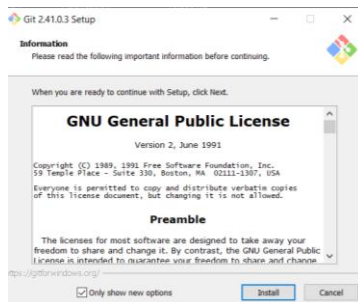 Git 2.41.0.3 Setup
Information
Please read the following important information before continuing.
When you are ready to continue with Setup, click Next.
GNU General Public License
Version 2, June 1991
Copyright (C) 1989, 1991 Free Software Foundation, Inc.
59 Temple Place - Suite 330, Boston, MA 02111-1307, USA
Everyone is permitted to copy and distribute verbatim copies
of this license document, but changing it is not allowed.
Preamble
The licenses for most software are designed to take away your
freedom to share and change it. By contrast, the GNU General Public
License is intended to guarantee your freedom to share and change
https://gitforwindows.org/
Only show new options
Install
Cancel